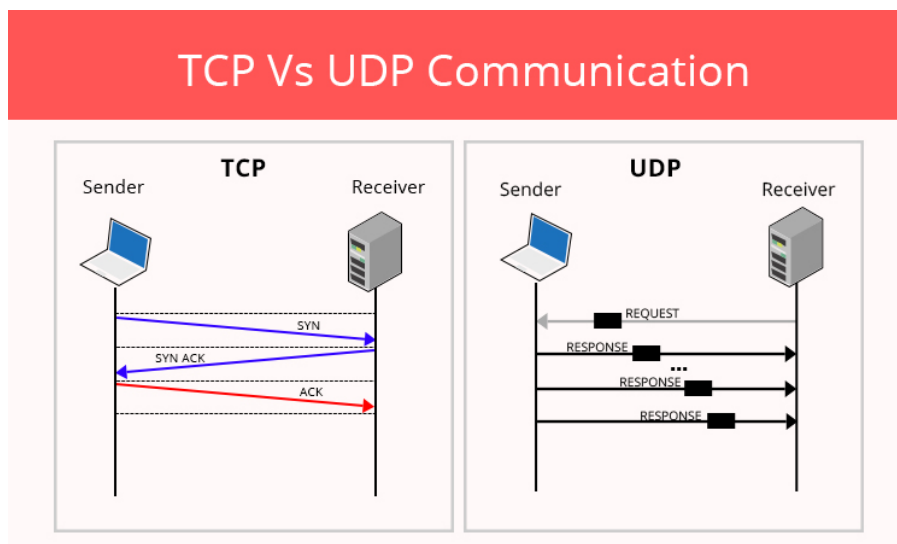 TCP Vs UDP Communication
TCP
Sender
Receiver
SYN
SYN ACK
ACK
UDP
Sender
Receiver
REQUEST
RESPONSE
...
RESPONSE
RESPONSE